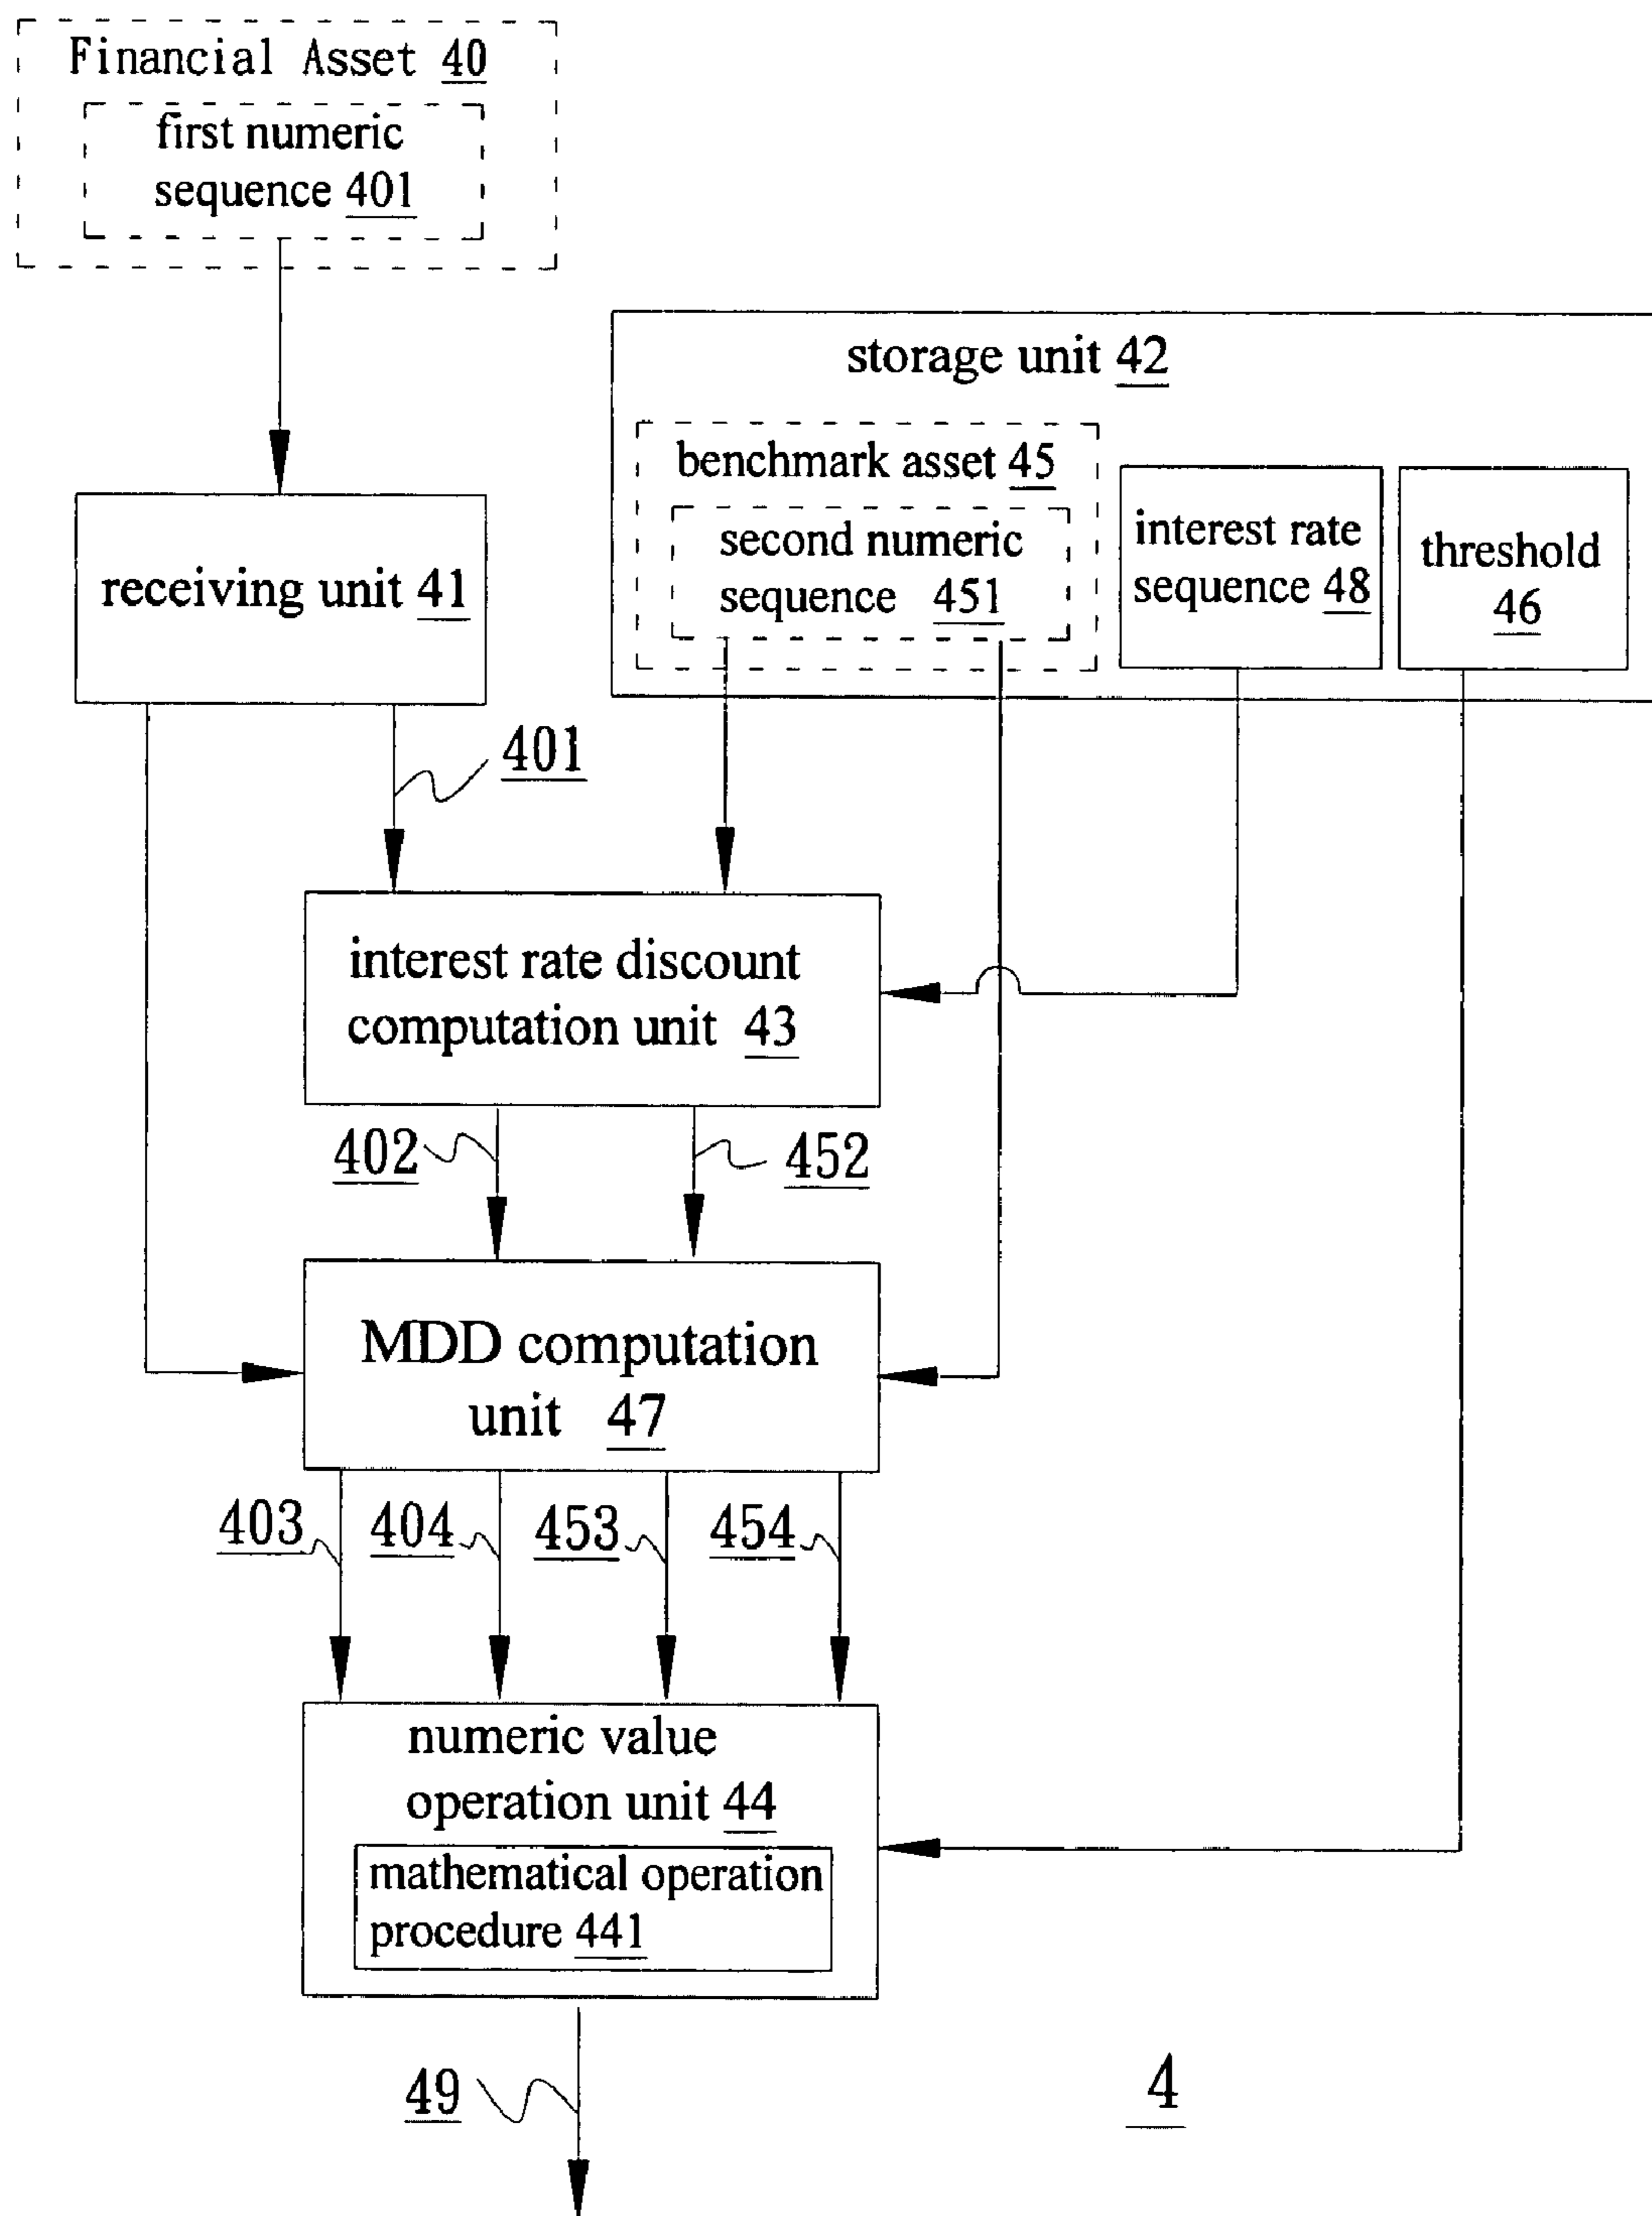 Financial Asset 40
first numeric
sequence 401
storage unit 42
benchmark asset 45
second numeric
sequence 451
interest rate
sequence 48
threshold
46
receiving unit 41
401
interest rate discount
computation unit 43
402
452
MDD computation
unit 47
403
404
453
454
numeric value
operation unit 44
mathematical operation
procedure 441
49
4